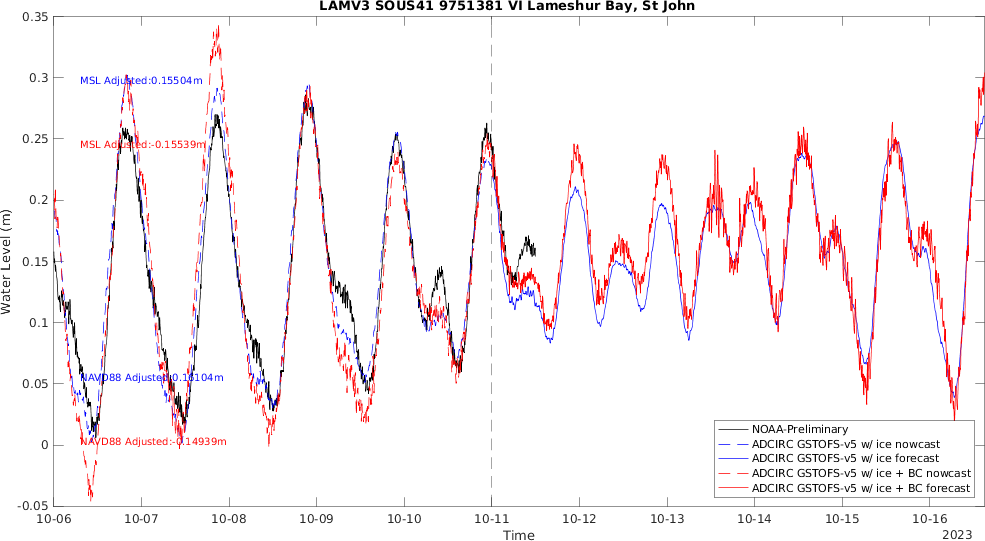 LAMV3 SOUS41 9751381 VI Lameshur Bay, St John
Water Level (m)
0.35
0.3
0.25
0.2
0.15
0.1
0.05
0
-0.05
MSL Adjusted:0.15504m
MSL Adjusted:-0.15539m
NAVD88 Adjusted:0.16104m
NAVD88 Adjusted:-0.14939m
NOAA-Preliminary
ADCIRC GSTOFS-v5 w/ ice nowcast
ADCIRC GSTOFS-v5 w/ ice forecast
ADCIRC GSTOFS-v5 w/ ice + BC nowcast
ADCIRC GSTOFS-v5 w/ ice + BC forecast
10-06 10-07 10-08 10-09 10-10 10-11 10-12 10-13 10-14 10-15 10-16
Time
2023